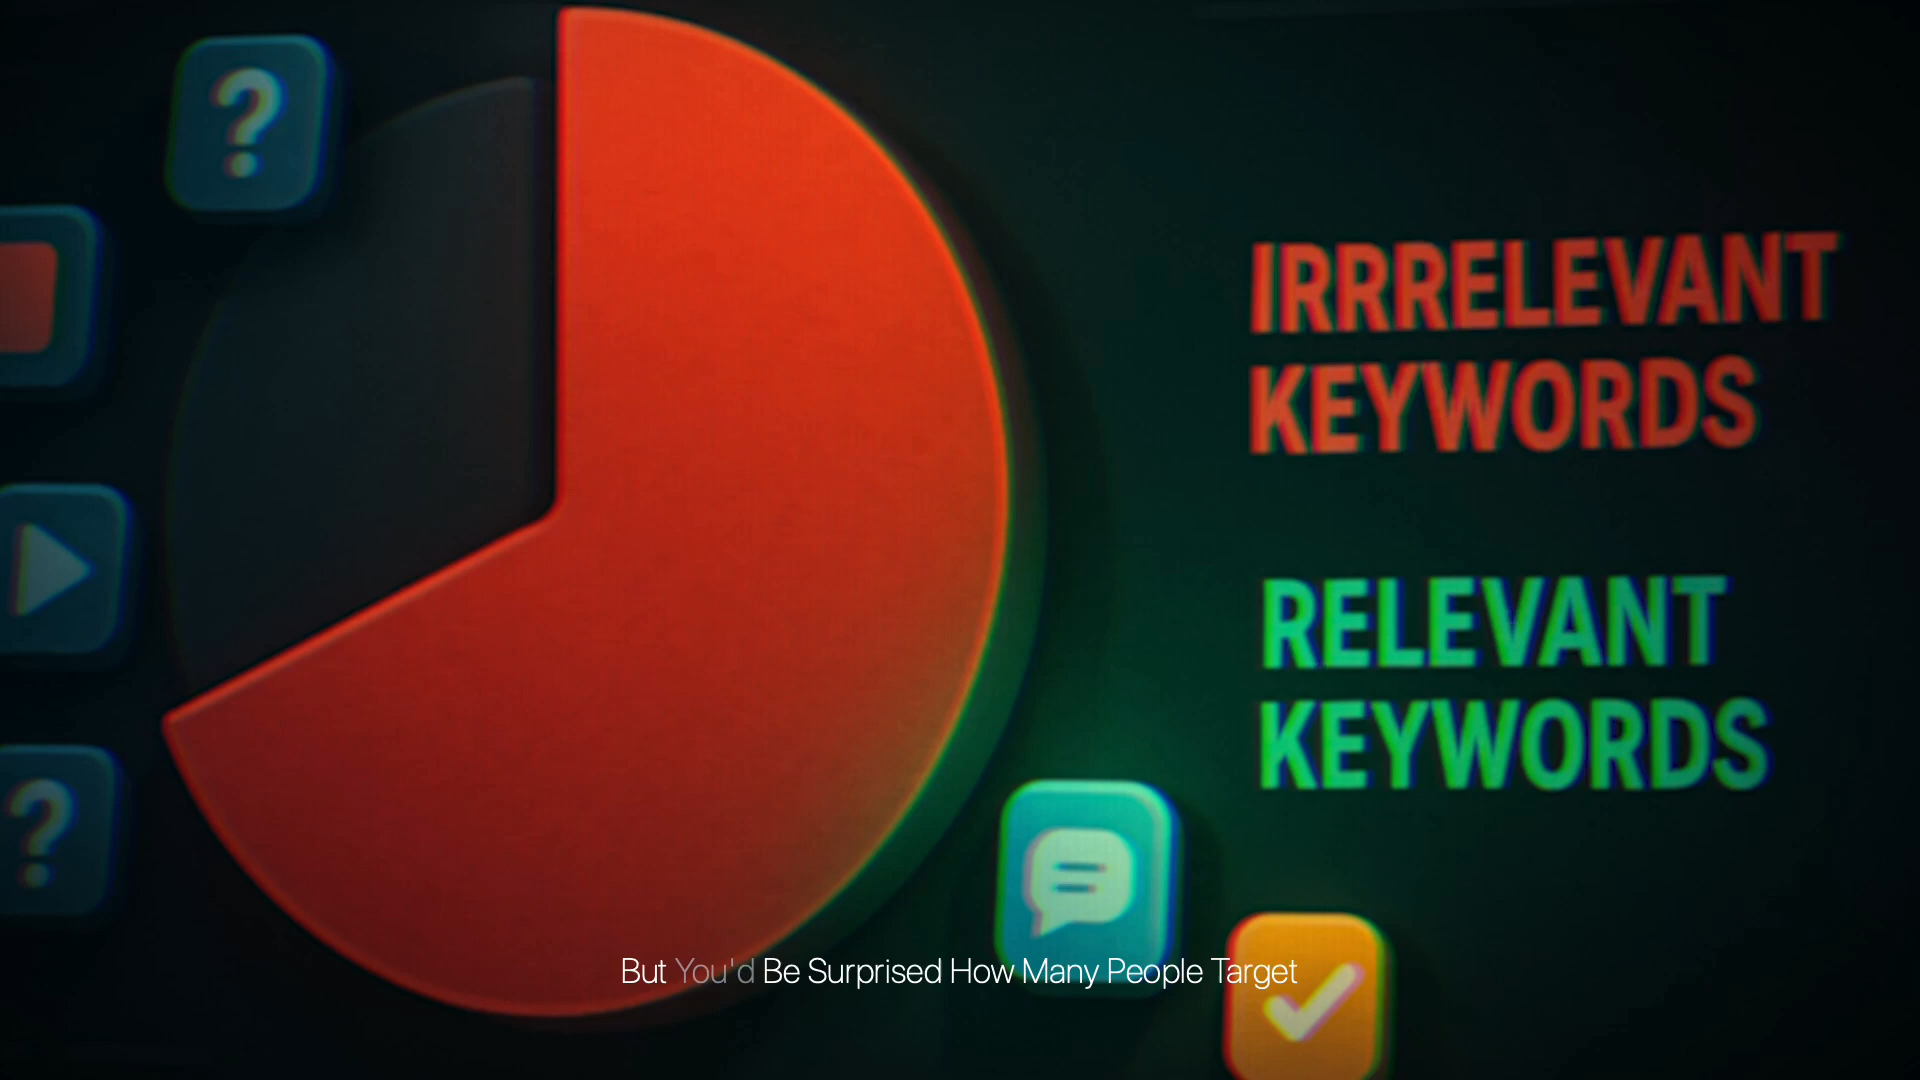 ?
IRRRELEVANT
KEYWORDS
RELEVANT
KEYWORDS
?
But You'd Be Surprised How Many People Target